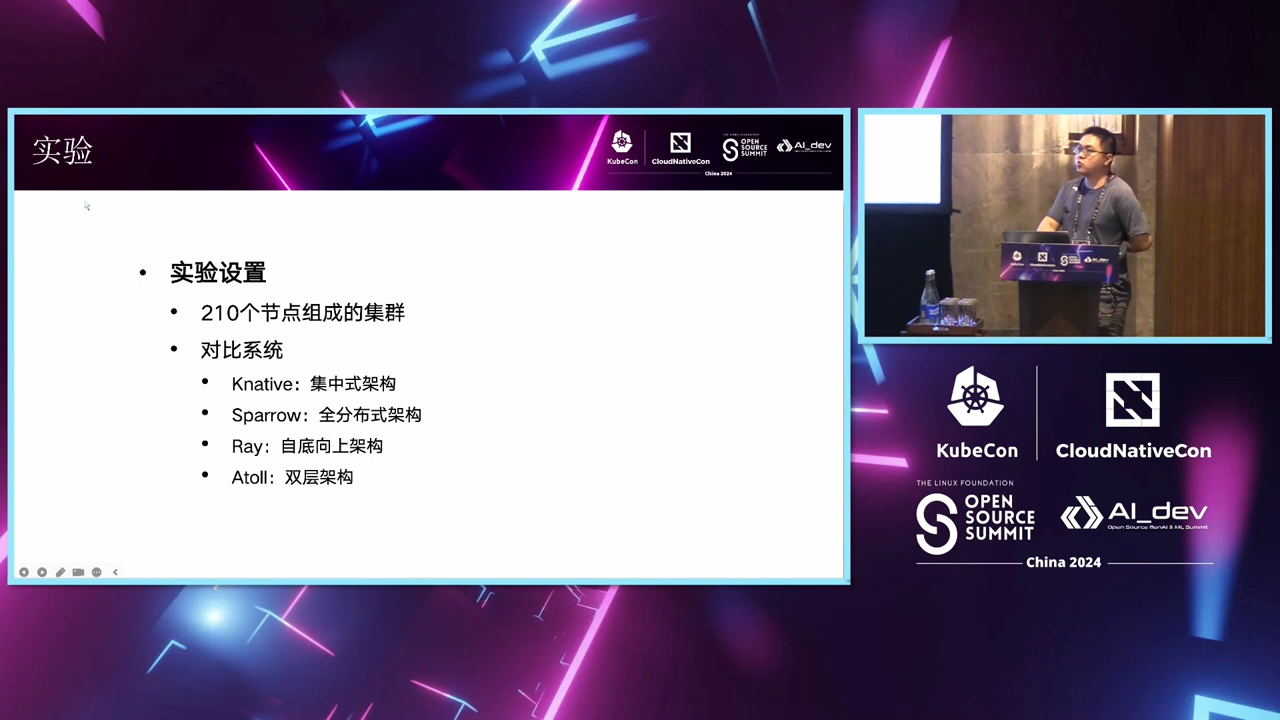 实验
KubeCon
CloudNativeCon
THE LINUX FOUNDATION
OPEN SOURCE SUMMIT
AI_dev
China 2024
• 实验设置
• 210个节点组成的集群
• 对比系统
• Knative：集中式架构
• Sparrow：全分布式架构
• Ray：自底向上架构
• Atoll：双层架构
KubeCon
CloudNativeCon
THE LINUX FOUNDATION
OPEN
SOURCE
SUMMIT
AI_dev
Open Source GenAI & ML Summit
China 2024